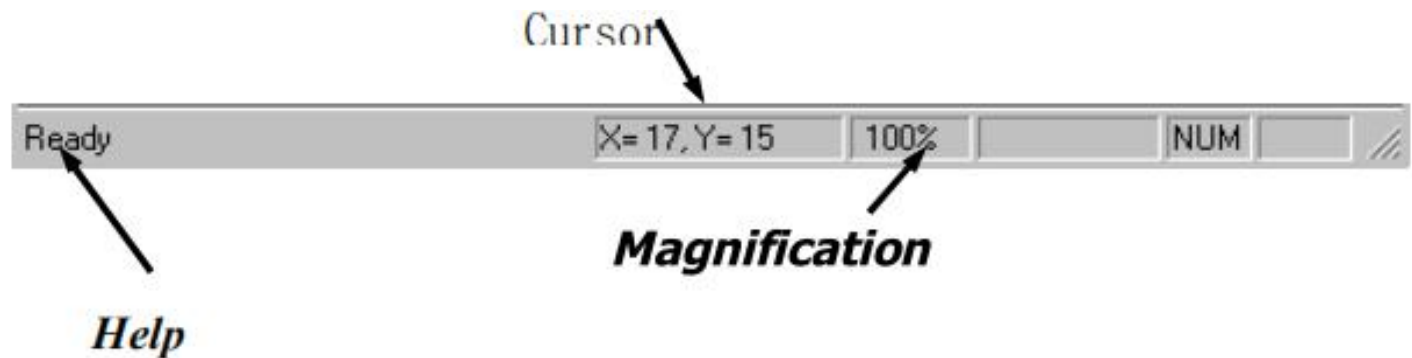 Cursor
Ready X= 17, Y= 15 100% NUM
Magnification
Help